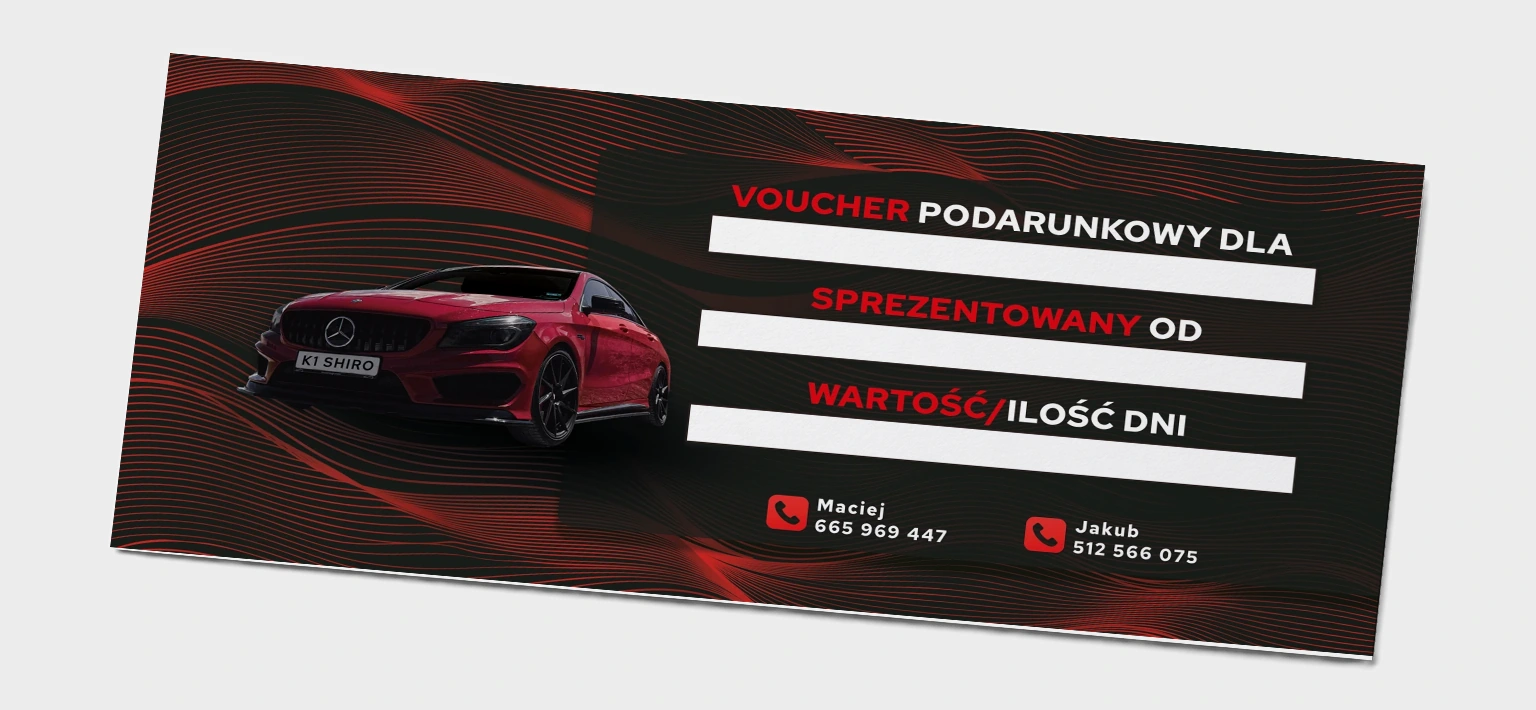 VOUCHER PODARUNKOWY DLA
SPREZENTOWANY OD
K1 SHIRO
WARTOŚĆ/ILOŚĆ DNI
Maciej
665 969 447
Jakub
512 566 075